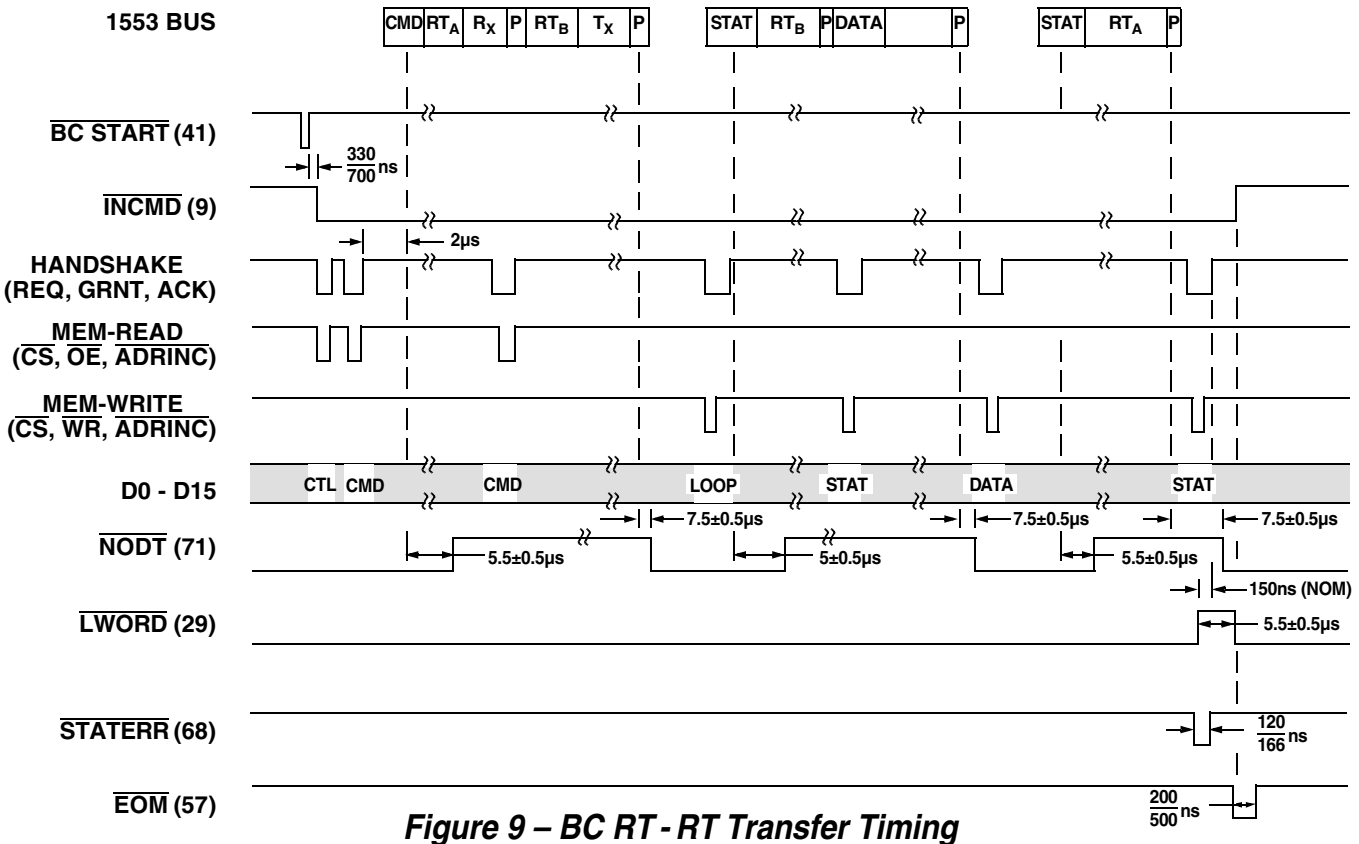 1553 BUS
CMD RTA RX P RTB TX P STAT RTB P DATA P STAT RTA P
BC START (41)
330
700 ns
INCMD (9)
2µs
HANDSHAKE
(REQ, GRNT, ACK)
MEM-READ
(CS, OE, ADRINC)
MEM-WRITE
(CS, WR, ADRINC)
D0 - D15
CTL CMD CMD LOOP STAT DATA STAT
7.5±0.5µs 7.5±0.5µs 7.5±0.5µs
NODT (71)
5.5±0.5µs 5±0.5µs 5.5±0.5µs
150ns (NOM)
LWORD (29)
5.5±0.5µs
STATERR (68)
120
166 ns
EOM (57)
200
500 ns
Figure 9 – BC RT - RT Transfer Timing